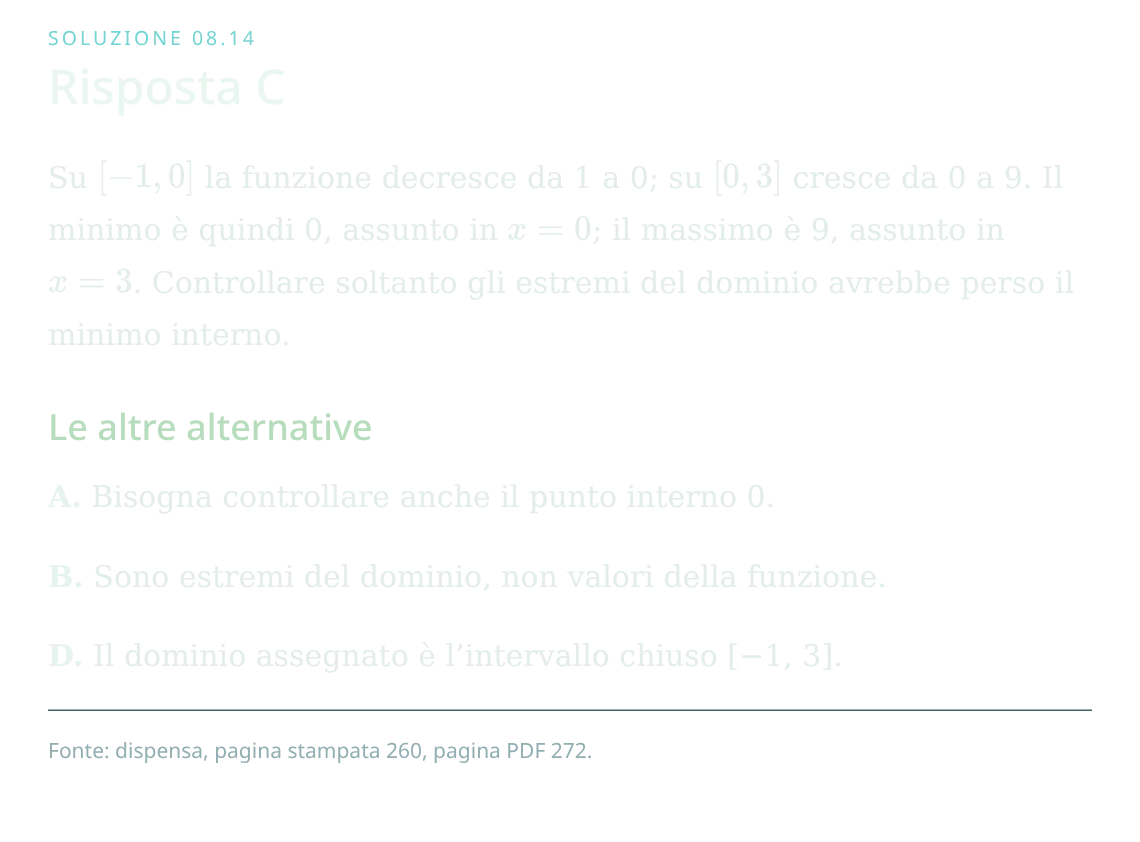 SOLUZIONE 08.14
Risposta C
Su [−1, 0] la funzione decresce da 1 a 0; su [0, 3] cresce da 0 a 9. Il
minimo è quindi 0, assunto in x = 0; il massimo è 9, assunto in
x = 3. Controllare soltanto gli estremi del dominio avrebbe perso il
minimo interno.
Le altre alternative
A. Bisogna controllare anche il punto interno 0.
B. Sono estremi del dominio, non valori della funzione.
D. Il dominio assegnato è l’intervallo chiuso [−1, 3].
Fonte: dispensa, pagina stampata 260, pagina PDF 272.